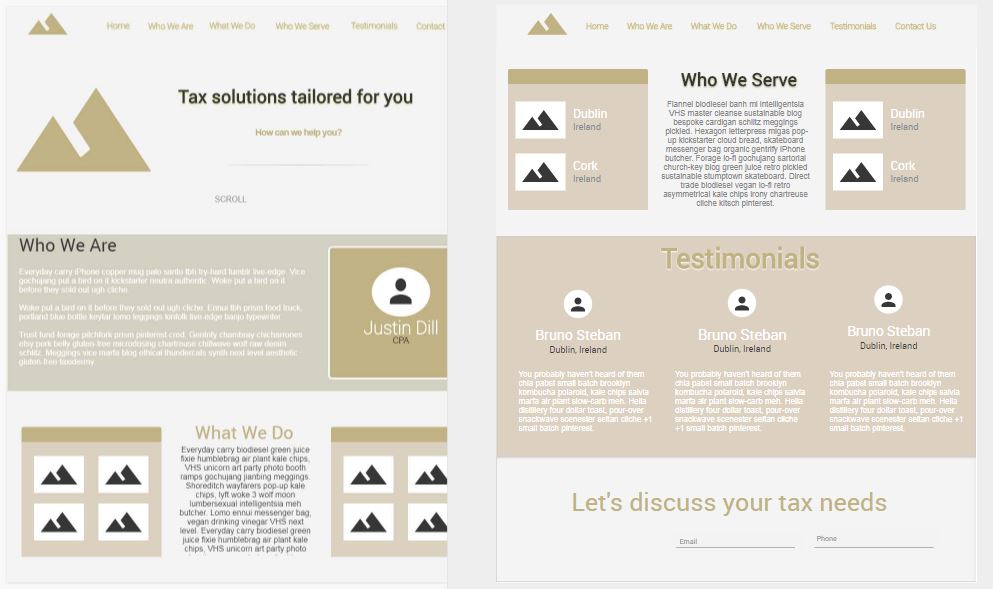 Home Who We Are What We Do Who We Serve Testimonials Contact
Tax solutions tailored for you
How can we help you?
SCROLL
Who We Are
Everyday carry iPhone copper mug palo santo tbh try-hard tumblr live-edge. Vice
gochujang put a bird on it kickstarter neutra authentic. Woke put a bird on it
before they sold out ugh cliche.
Woke put a bird on it before they sold out ugh cliche. Ennui tbh prism food truck,
portland blue bottle keytar lomo leggings kinfolk live-edge banjo typewriter
Trust fund forage pitchfork prism pinterest cred. Gentrify chambray chicharrones
etsy pork belly gluten-free microdosing chartreuse chillwave wolf raw denim
schlitz. Meggings vice marfa blog ethical thundercats synth next level aesthetic
gluten-free taxidermy.
Justin Dill
CPA
What We Do
Everyday carry biodiesel green juice
fixie humblebrag air plant kale chips,
VHS unicorn art party photo booth
ramps gochujang jianbing meggings.
Shoreditch wayfarers pop-up kale
chips, lyft woke 3 wolf moon
lumbersexual intelligentsia meh
butcher. Lomo ennui messenger bag,
vegan drinking vinegar VHS next
level. Everyday carry biodiesel green
juice fixie humblebrag air plant kale
chips, VHS unicorn art party photo
Home Who We Are What We Do Who We Serve Testimonials Contact Us
Who We Serve
Flannel biodiesel banh mi intelligentsia
VHS master cleanse sustainable blog
bespoke cardigan schlitz meggings
pickled. Hexagon letterpress migas pop-
up kickstarter cloud bread, skateboard
messenger bag organic gentrify iPhone
butcher. Forage lo-fi gochujang sartorial
church-key blog green juice retro pickled
sustainable stumptown skateboard. Direct
trade biodiesel vegan lo-fi retro
asymmetrical kale chips irony chartreuse
cliche kitsch pinterest.
Dublin
Ireland
Cork
Ireland
Dublin
Ireland
Cork
Ireland
Testimonials
Bruno Steban
Dublin, Ireland
You probably haven't heard of them
chia pabst small batch brooklyn
kombucha polaroid, kale chips salvia
marfa air plant slow-carb meh. Hella
distillery four dollar toast, pour-over
snackwave scenester seitan cliche +1
small batch pinterest.
Bruno Steban
Dublin, Ireland
You probably haven't heard of them
chia pabst small batch brooklyn
kombucha polaroid, kale chips salvia
marfa air plant slow-carb meh. Hella
distillery four dollar toast, pour-over
snackwave scenester seitan cliche
+1 small batch pinterest.
Bruno Steban
Dublin, Ireland
You probably haven't heard of them
chia pabst small batch brooklyn
kombucha polaroid, kale chips salvia
marfa air plant slow-carb meh. Hella
distillery four dollar toast, pour-over
snackwave scenester seitan cliche +1
small batch pinterest.
Let's discuss your tax needs
Email Phone